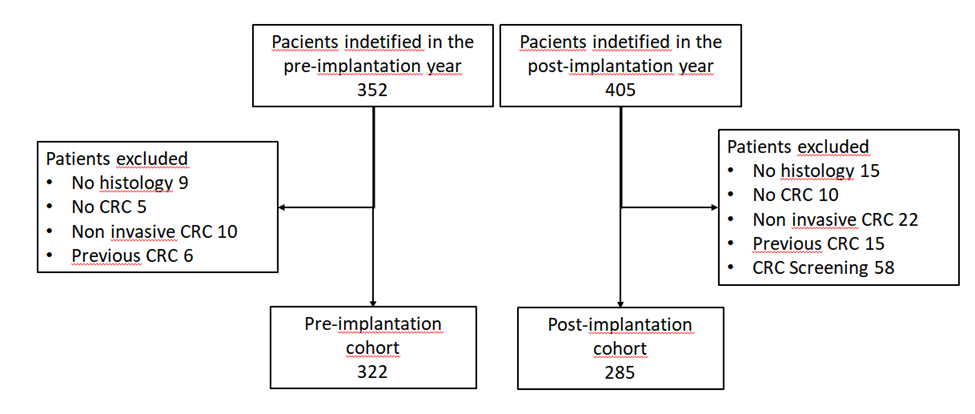 Pacients indetified in the
pre-implantation year
352
Pacients indetified in the
post-implantation year
405
Patients excluded
• No histology 9
• No CRC 5
• Non invasive CRC 10
• Previous CRC 6
Patients excluded
• No histology 15
• No CRC 10
• Non invasive CRC 22
• Previous CRC 15
• CRC Screening 58
Pre-implantation
cohort
322
Post-implantation
cohort
285